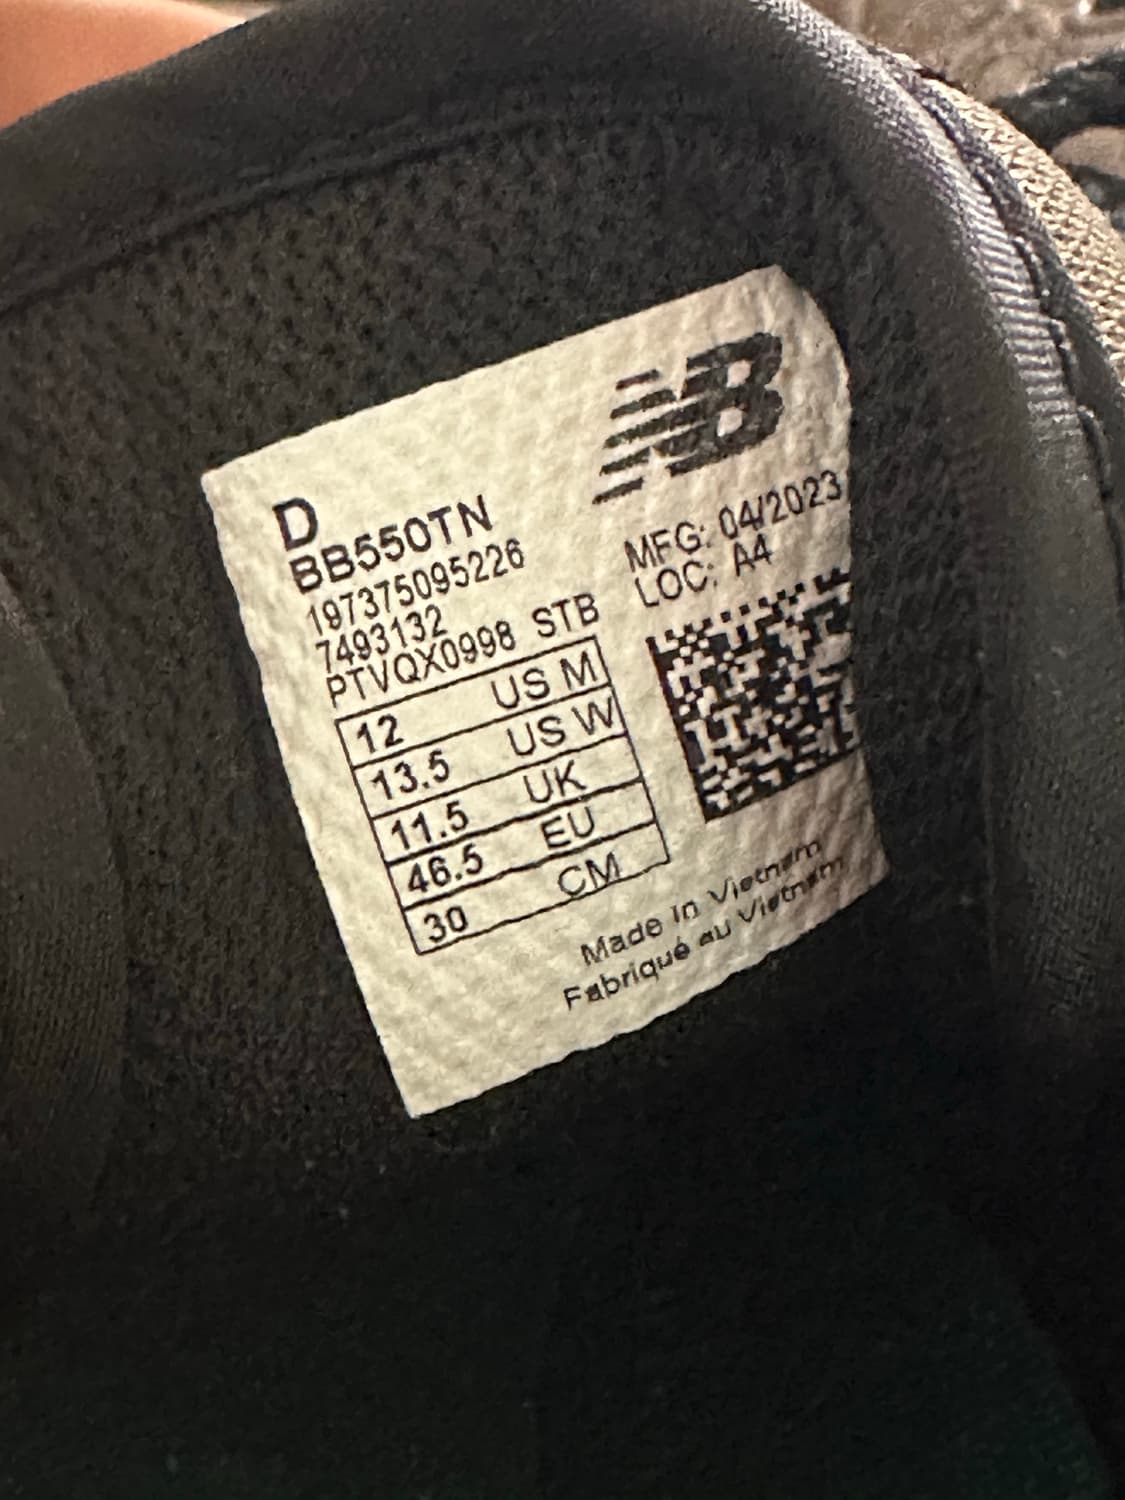 NB
D
BB550TN
197375095226
7493132
PTVQX0998 STB
12 US M
13.5 US W
11.5 UK
46.5 EU
30 CM
MFG: 04/2023
LOC: A4
Made in Vietnam
Fabriqué au Vietnam